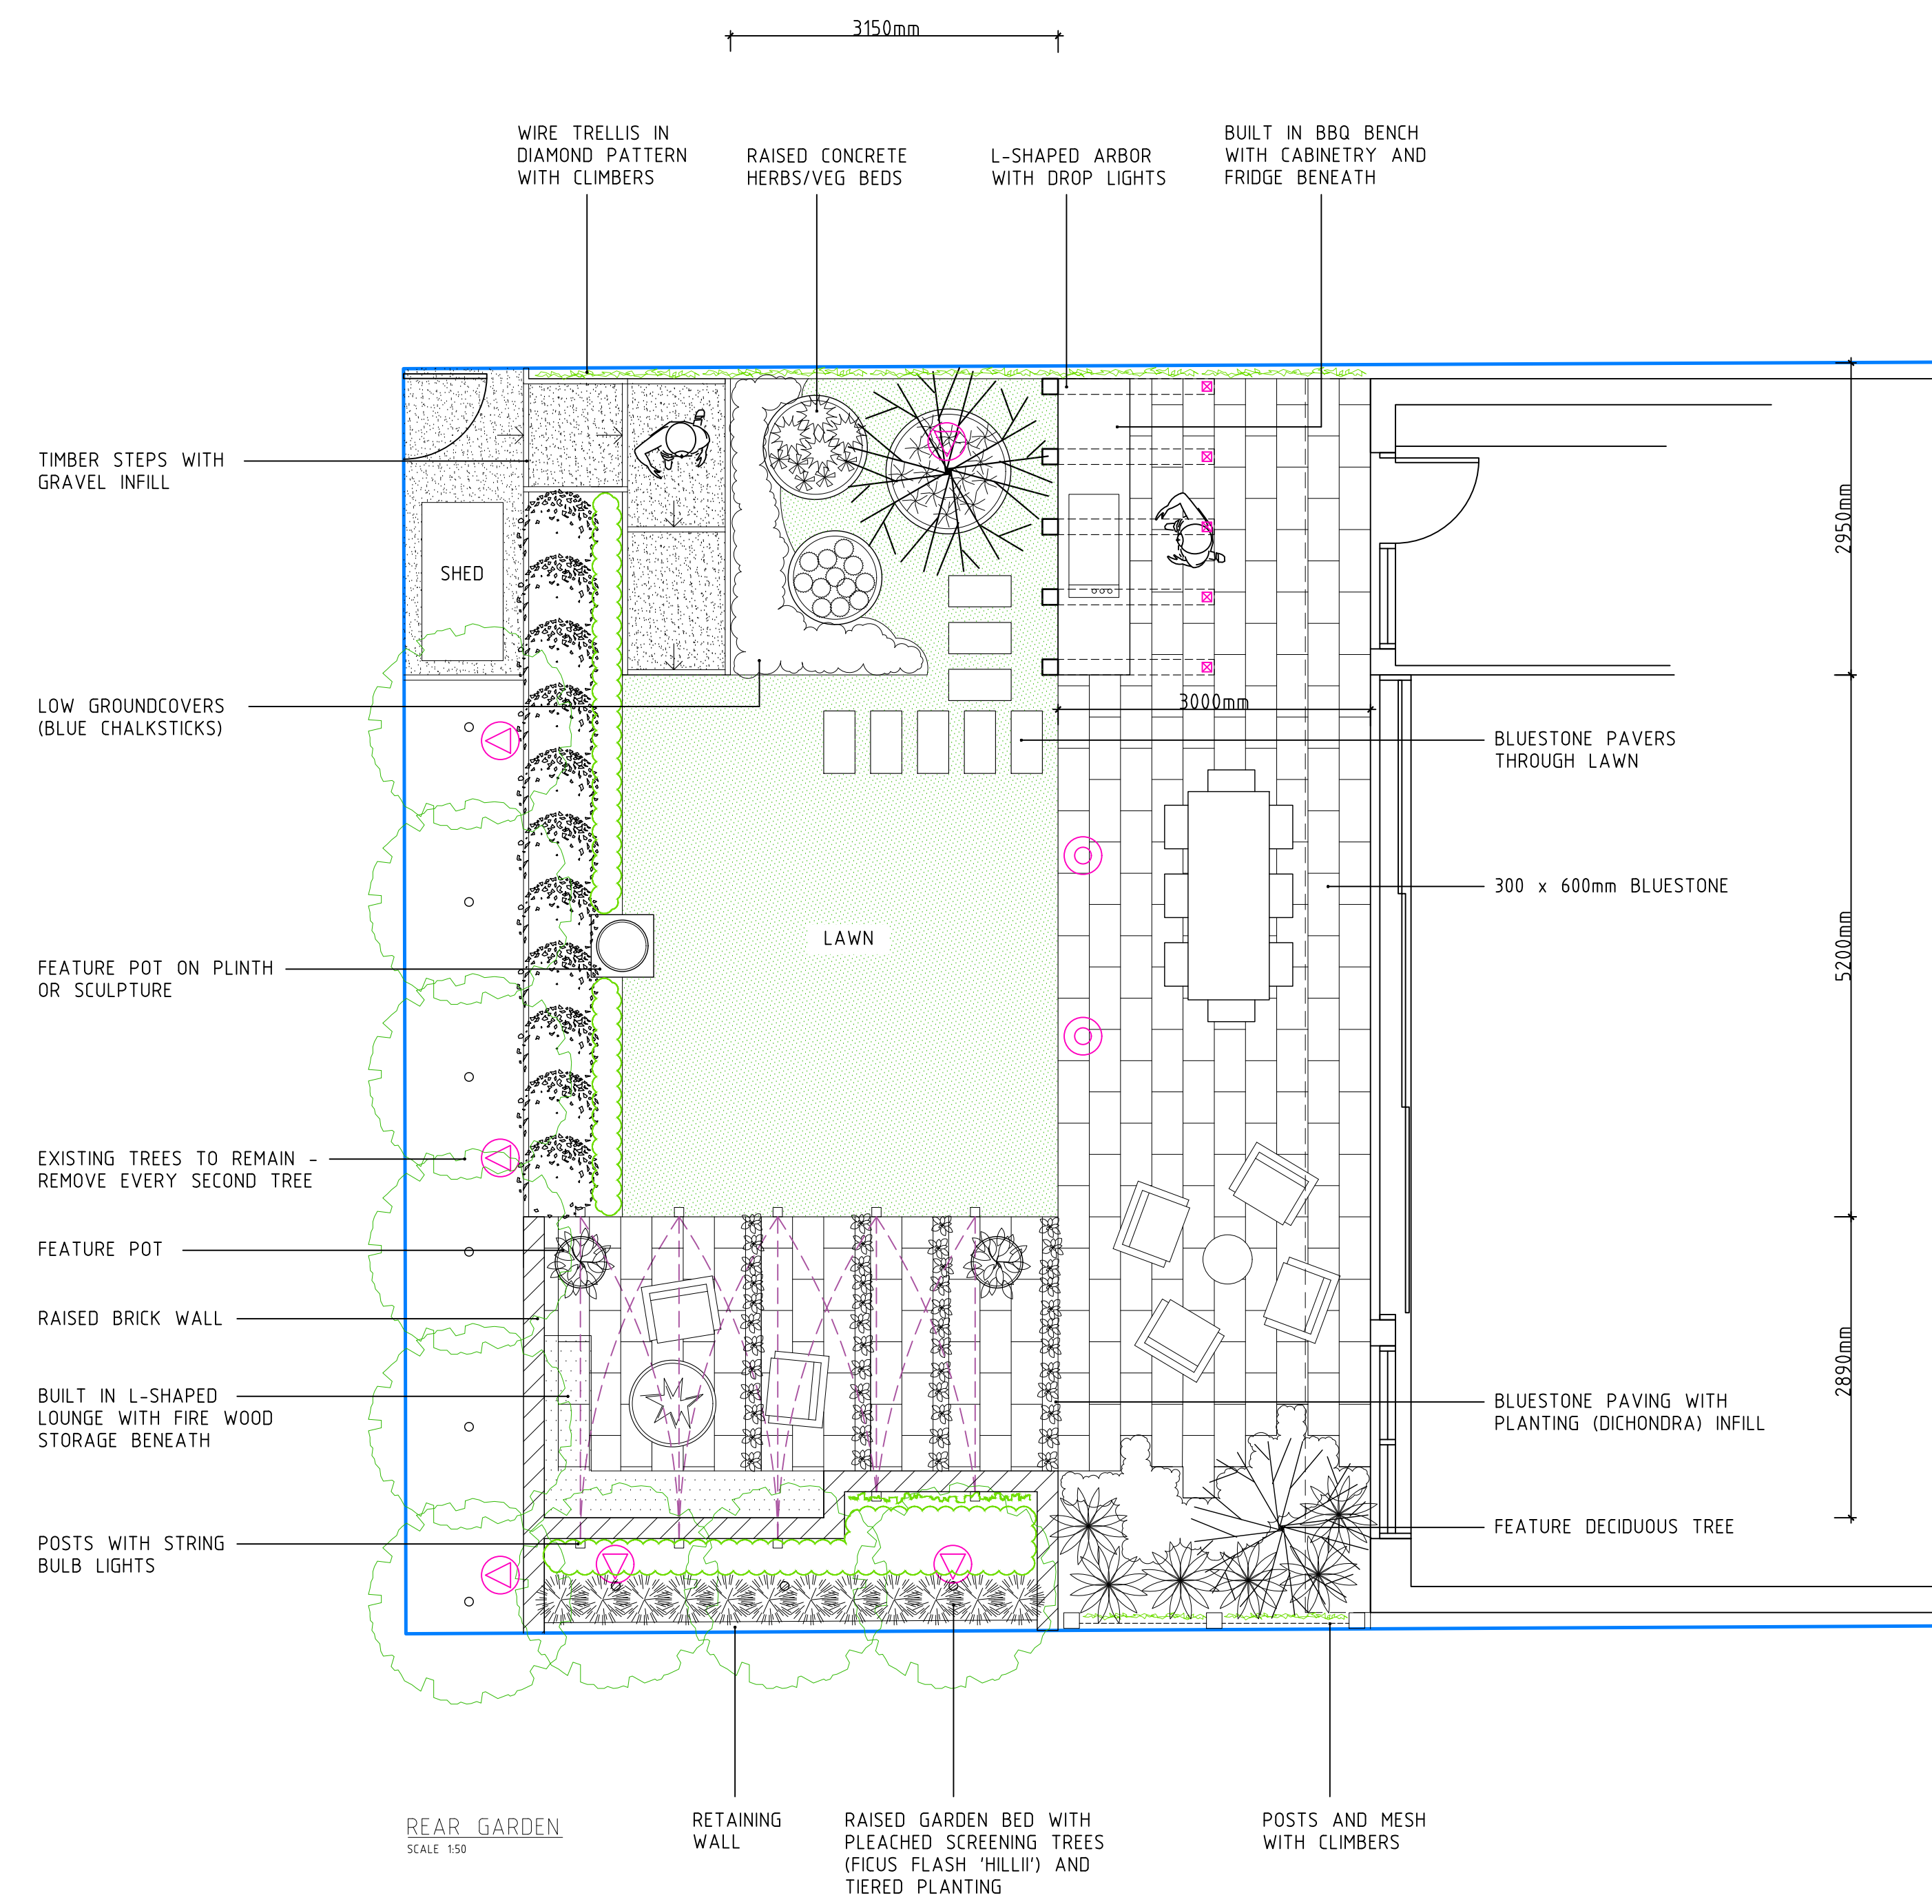 3150mm
WIRE TRELLIS IN
DIAMOND PATTERN
WITH CLIMBERS
RAISED CONCRETE
HERBS/VEG BEDS
L-SHAPED ARBOR
WITH DROP LIGHTS
BUILT IN BBQ BENCH
WITH CABINETRY AND
FRIDGE BENEATH
TIMBER STEPS WITH
GRAVEL INFILL
2950mm
SHED
LOW GROUNDCOVERS
(BLUE CHALKSTICKS)
3000mm
BLUESTONE PAVERS
THROUGH LAWN
300 x 600mm BLUESTONE
LAWN
5200mm
FEATURE POT ON PLINTH
OR SCULPTURE
EXISTING TREES TO REMAIN -
REMOVE EVERY SECOND TREE
FEATURE POT
RAISED BRICK WALL
2890mm
BUILT IN L-SHAPED
LOUNGE WITH FIRE WOOD
STORAGE BENEATH
BLUESTONE PAVING WITH
PLANTING (DICHONDRA) INFILL
FEATURE DECIDUOUS TREE
POSTS WITH STRING
BULB LIGHTS
REAR GARDEN
SCALE 1:50
RETAINING
WALL
RAISED GARDEN BED WITH
PLEACHED SCREENING TREES
(FICUS FLASH 'HILLII') AND
TIERED PLANTING
POSTS AND MESH
WITH CLIMBERS